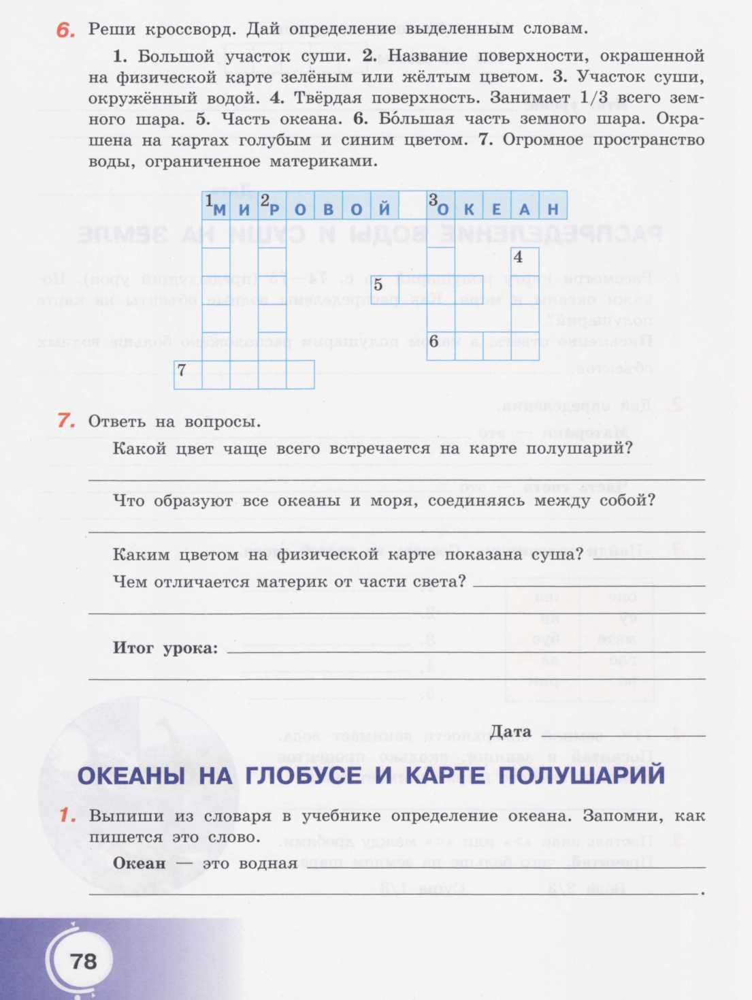 6. Реши кроссворд. Дай определение выделенным словам.
1. Большой участок суши. 2. Название поверхности, окрашенной
на физической карте зелёным или жёлтым цветом. 3. Участок суши,
окружённый водой. 4. Твёрдая поверхность. Занимает 1/3 всего зем-
ного шара. 5. Часть океана. 6. Бо́льшая часть земного шара. Окра-
шена на картах голубым и синим цветом. 7. Огромное пространство
воды, ограниченное материками.
1 М И 2 Р О В О Й 3 О К Е А Н
4
5
6
7
7. Ответь на вопросы.
Какой цвет чаще всего встречается на карте полушарий?
Что образуют все океаны и моря, соединяясь между собой?
Каким цветом на физической карте показана суша?
Чем отличается материк от части света?
Итог урока:
Дата
ОКЕАНЫ НА ГЛОБУСЕ И КАРТЕ ПОЛУШАРИЙ
1. Выпиши из словаря в учебнике определение океана. Запомни, как
пишется это слово.
Океан — это водная
.
78